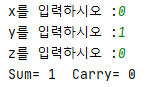 x를 입력하시오 :0
y를 입력하시오 :1
z를 입력하시오 :0
Sum= 1  Carry= 0